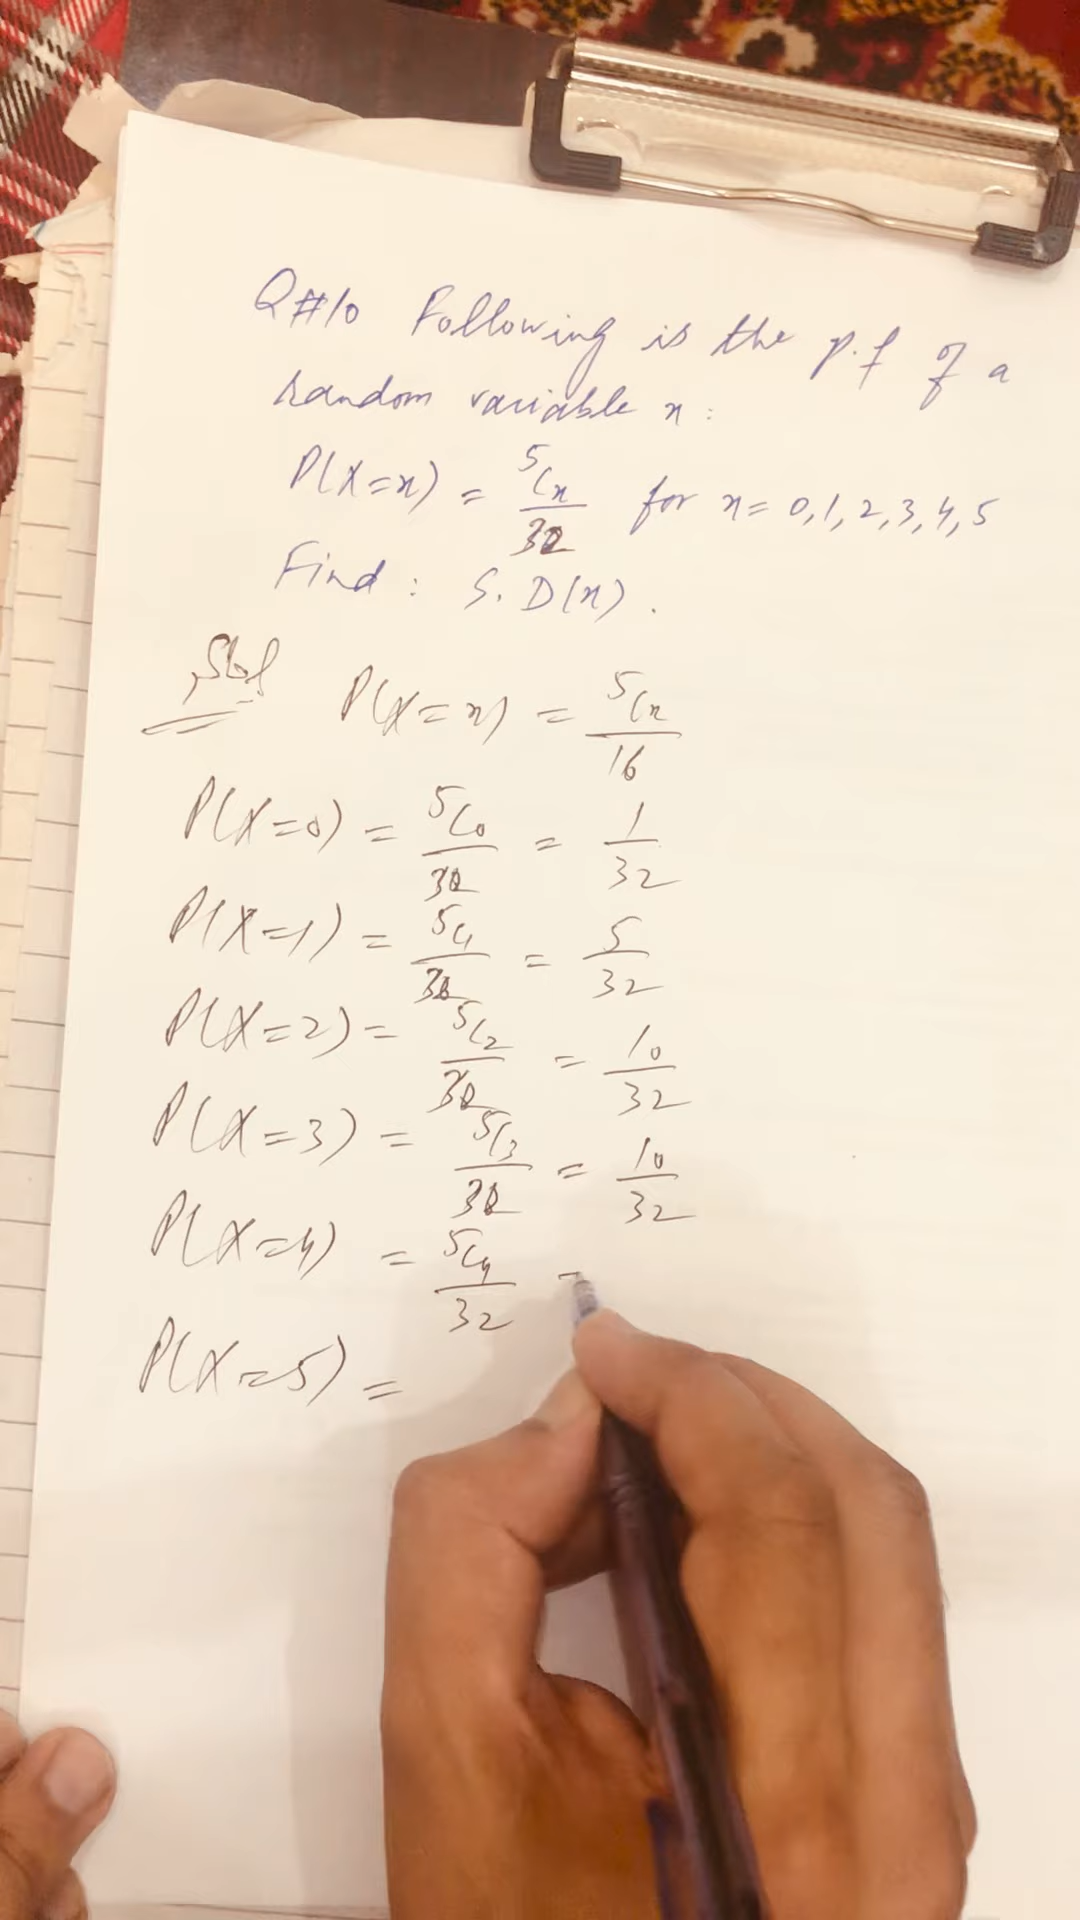 Q#10 Following is the p.f of a
random variable x:
P(X=x) = ⁵Cx/32 for x= 0,1,2,3,4,5
Find: S.D(x).
Sol P(X=x) = ⁵Cx/16
P(X=0) = ⁵C₀/32 = 1/32
P(X=1) = ⁵C₁/32 = 5/32
P(X=2) = ⁵C₂/32 = 10/32
P(X=3) = ⁵C₃/32 = 10/32
P(X=4) = ⁵C₄/32 =
P(X=5) =